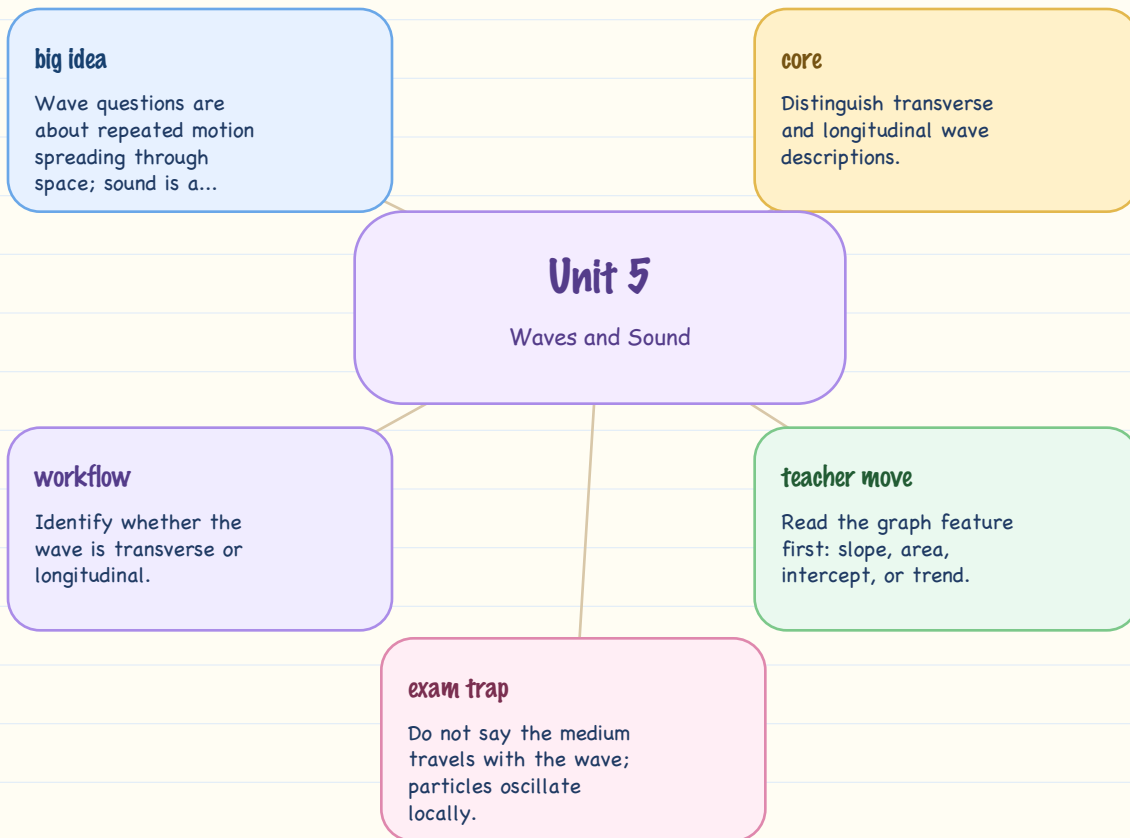 big idea
Wave questions are
about repeated motion
spreading through
space; sound is a...
core
Distinguish transverse
and longitudinal wave
descriptions.
Unit 5
Waves and Sound
workflow
Identify whether the
wave is transverse or
longitudinal.
teacher move
Read the graph feature
first: slope, area,
intercept, or trend.
exam trap
Do not say the medium
travels with the wave;
particles oscillate
locally.